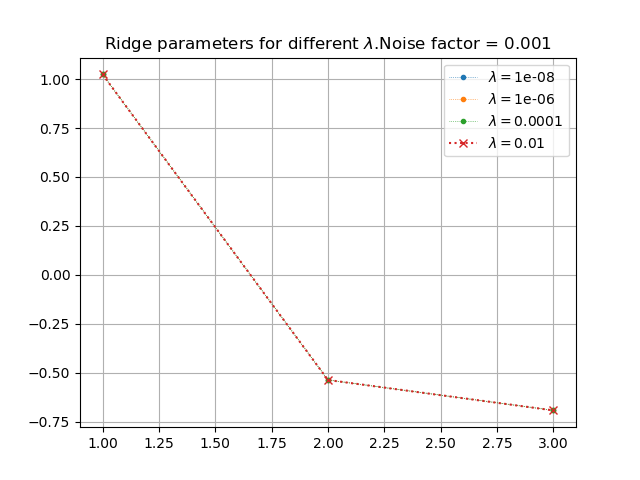 Ridge parameters for different λ.Noise factor = 0.001
λ = 1e-08
λ = 1e-06
λ = 0.0001
λ = 0.01
1.00
0.75
0.50
0.25
0.00
−0.25
−0.50
−0.75
1.00 1.25 1.50 1.75 2.00 2.25 2.50 2.75 3.00